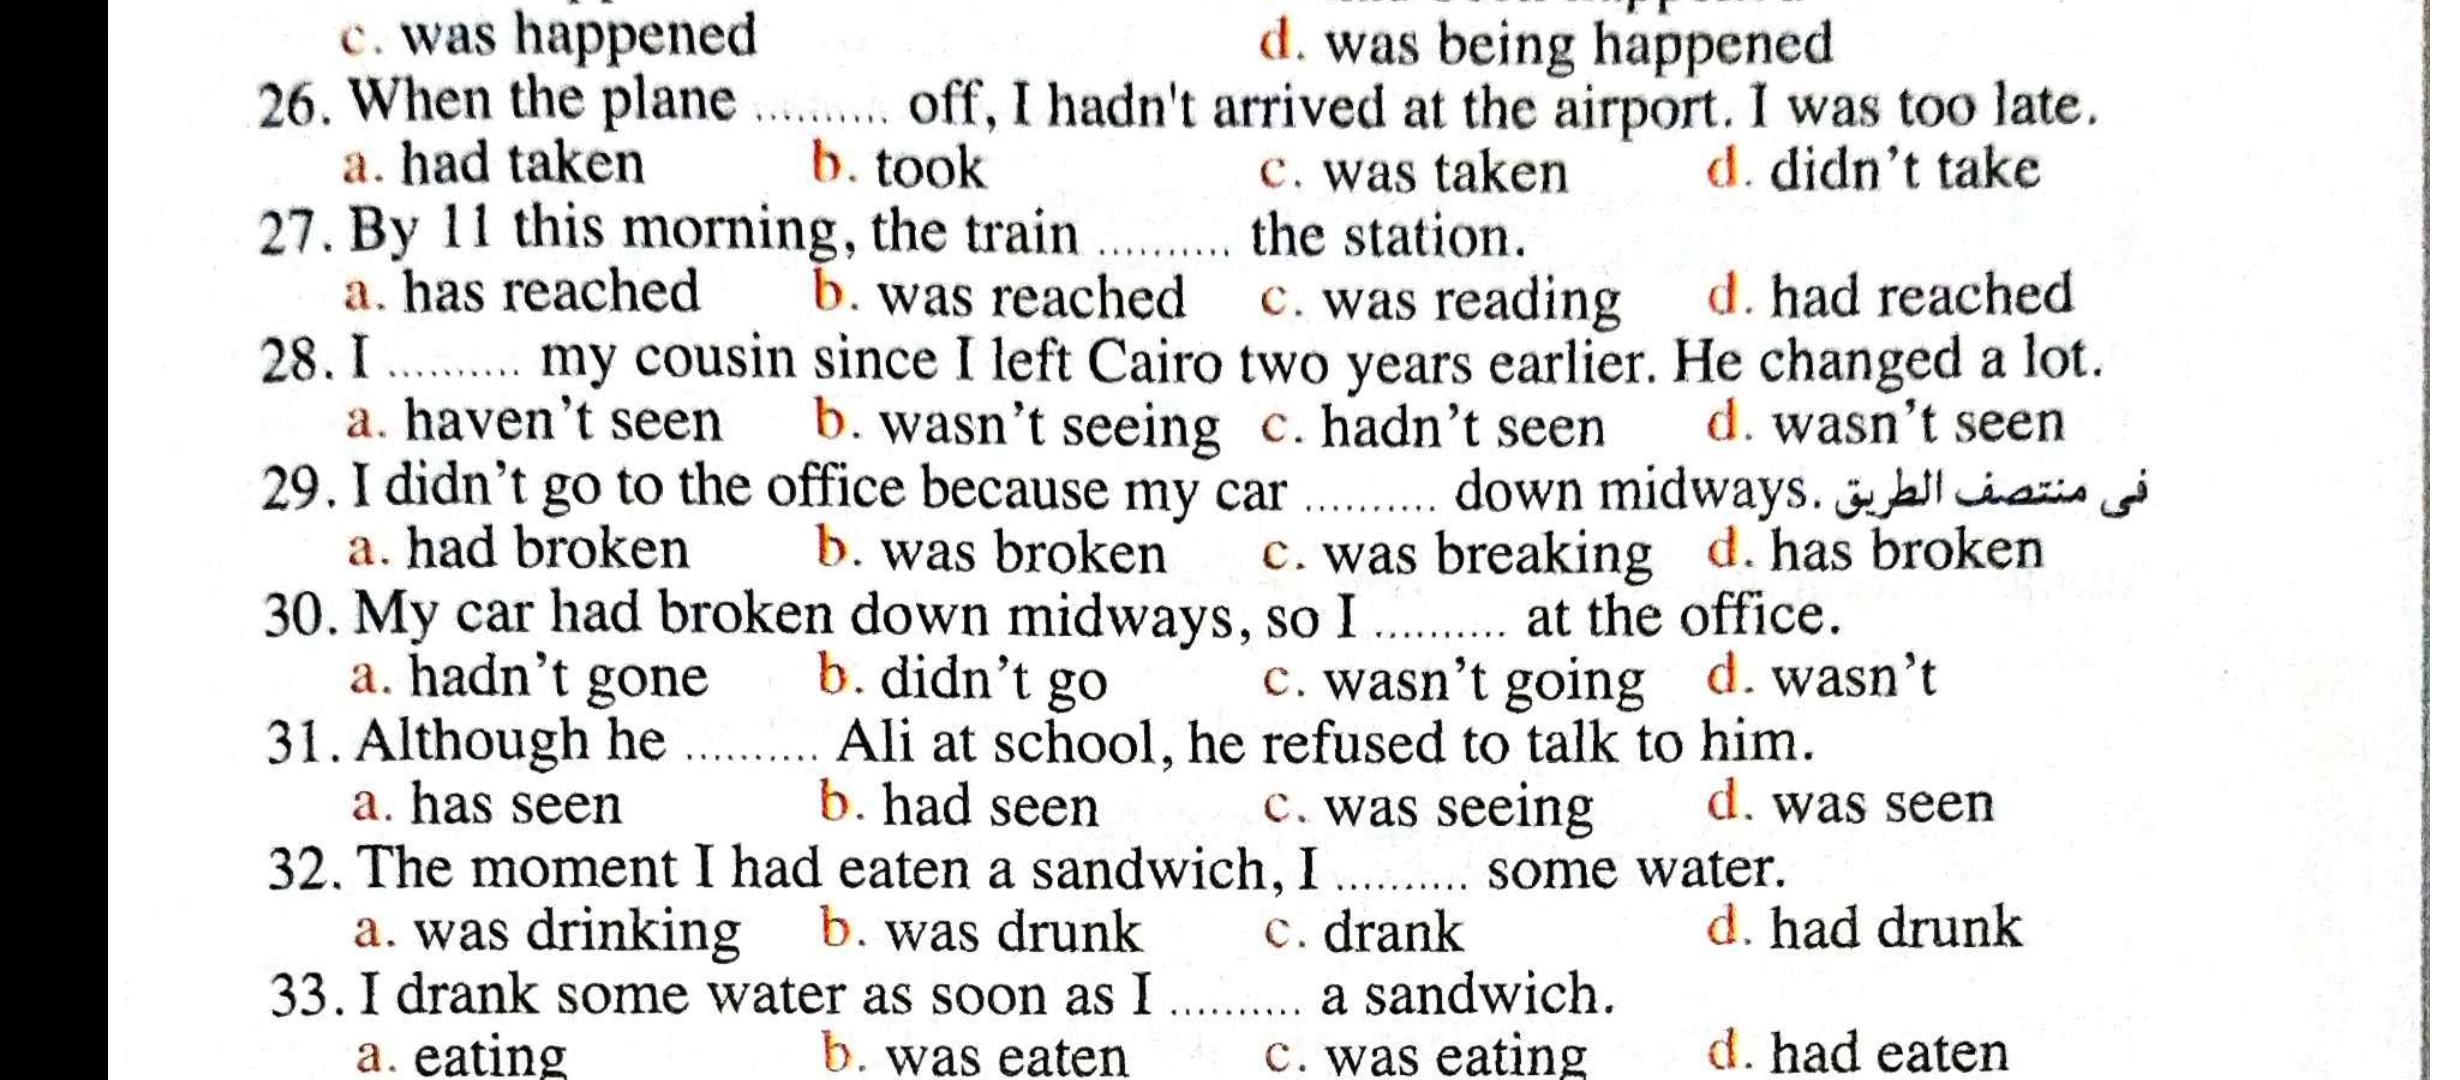 c. was happened d. was being happened
26. When the plane .......... off, I hadn't arrived at the airport. I was too late.
a. had taken b. took c. was taken d. didn’t take
27. By 11 this morning, the train .......... the station.
a. has reached b. was reached c. was reading d. had reached
28. I .......... my cousin since I left Cairo two years earlier. He changed a lot.
a. haven’t seen b. wasn’t seeing c. hadn’t seen d. wasn’t seen
29. I didn’t go to the office because my car .......... down midways. فى منتصف الطريق
a. had broken b. was broken c. was breaking d. has broken
30. My car had broken down midways, so I .......... at the office.
a. hadn’t gone b. didn’t go c. wasn’t going d. wasn’t
31. Although he .......... Ali at school, he refused to talk to him.
a. has seen b. had seen c. was seeing d. was seen
32. The moment I had eaten a sandwich, I .......... some water.
a. was drinking b. was drunk c. drank d. had drunk
33. I drank some water as soon as I .......... a sandwich.
a. eating b. was eaten c. was eating d. had eaten